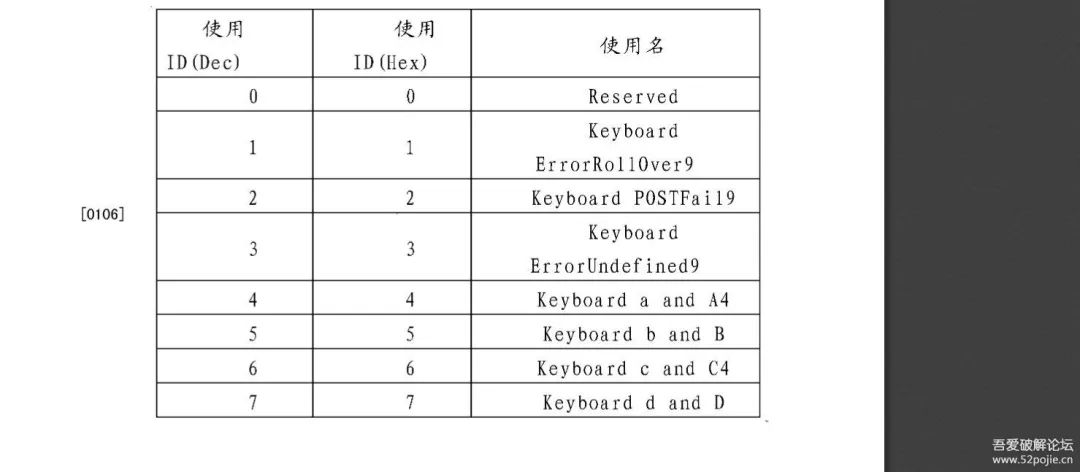 使用 使用 使用名
ID(Dec) ID(Hex)
0 0 Reserved
1 1 Keyboard
ErrorRollOver9
2 2 Keyboard POSTFail9
[0106]
3 3 Keyboard
ErrorUndefined9
4 4 Keyboard a and A4
5 5 Keyboard b and B
6 6 Keyboard c and C4
7 7 Keyboard d and D
吾爱破解论坛
www.52pojie.cn